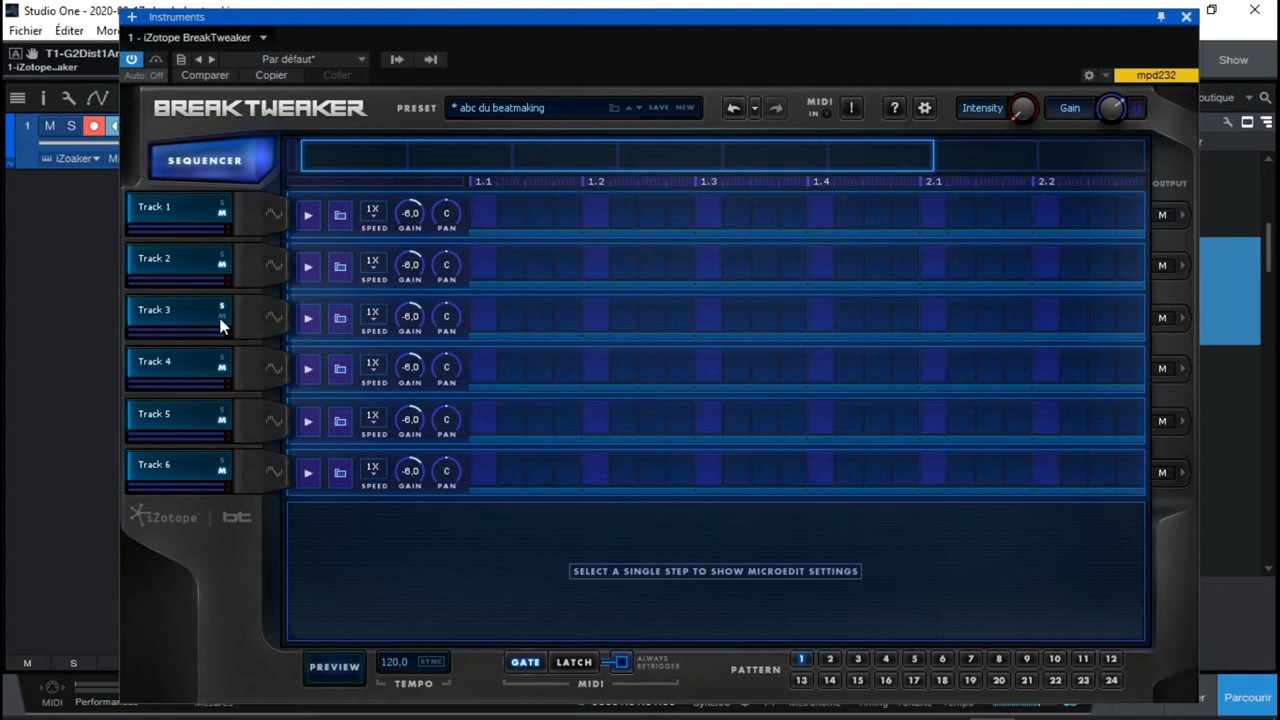 Studio One - 2020-0
Instruments
Fichier Éditer
1 - iZotope BreakTweaker
T1-G2Dist1Ar
1-iZotope..aker
Par défaut*
Auto: Off
Comparer
Copier
Coller
mpd232
Show
BREAKTWEAKER
PRESET
* abc du beatmaking
SAVE NEW
MIDI
IN
!
?
Intensity
Gain
1 M S
iZoaker
SEQUENCER
1.1 1.2 1.3 1.4 2.1 2.2
OUTPUT
Track 1 S M 1X SPEED -6,0 GAIN C PAN M
Track 2 S M 1X SPEED -6,0 GAIN C PAN M
Track 3 S M 1X SPEED -6,0 GAIN C PAN M
Track 4 S M 1X SPEED -6,0 GAIN C PAN M
Track 5 S M 1X SPEED -6,0 GAIN C PAN M
Track 6 S M 1X SPEED -6,0 GAIN C PAN M
iZotope bt
SELECT A SINGLE STEP TO SHOW MICROEDIT SETTINGS
M S
PREVIEW
120,0 SYNC
TEMPO
GATE LATCH
ALWAYS
RETRIGGER
MIDI
PATTERN
1 2 3 4 5 6 7 8 9 10 11 12
13 14 15 16 17 18 19 20 21 22 23 24
MIDI
Parcourir